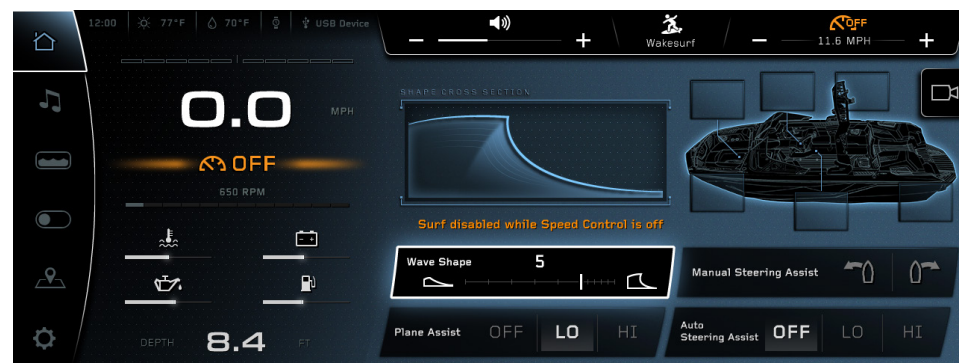 12:00 77°F 70°F USB Device
Wakesurf
OFF
11.6 MPH
0.0 MPH
OFF
650 RPM
DEPTH 8.4 FT
SHAPE CROSS SECTION
Surf disabled while Speed Control is off
Wave Shape 5
Manual Steering Assist
Plane Assist OFF LO HI
Auto
Steering Assist OFF LO HI